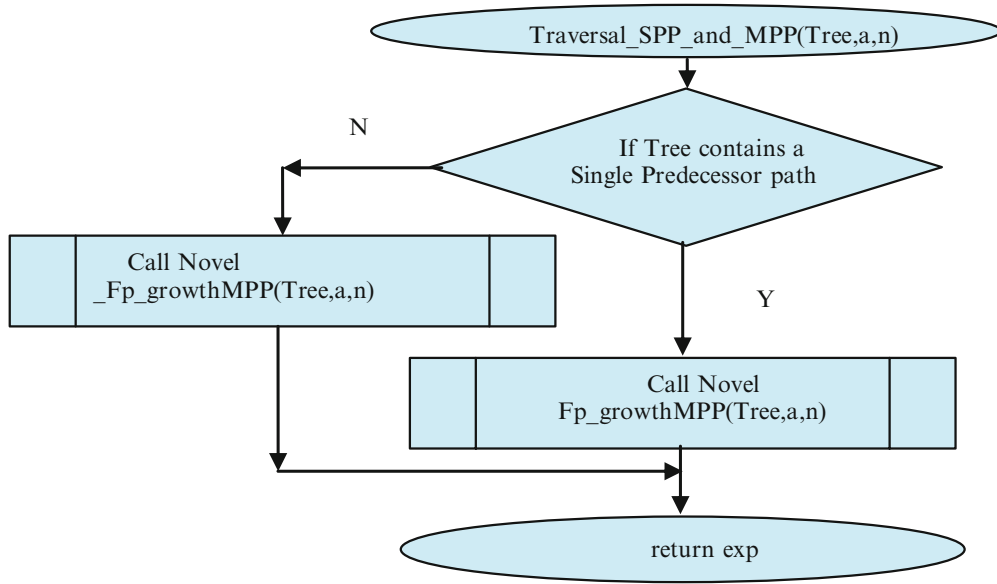 Traversal_SPP_and_MPP(Tree,a,n)
If Tree contains a
Single Predecessor path
N
Call Novel
_Fp_growthMPP(Tree,a,n)
Y
Call Novel
Fp_growthMPP(Tree,a,n)
return exp